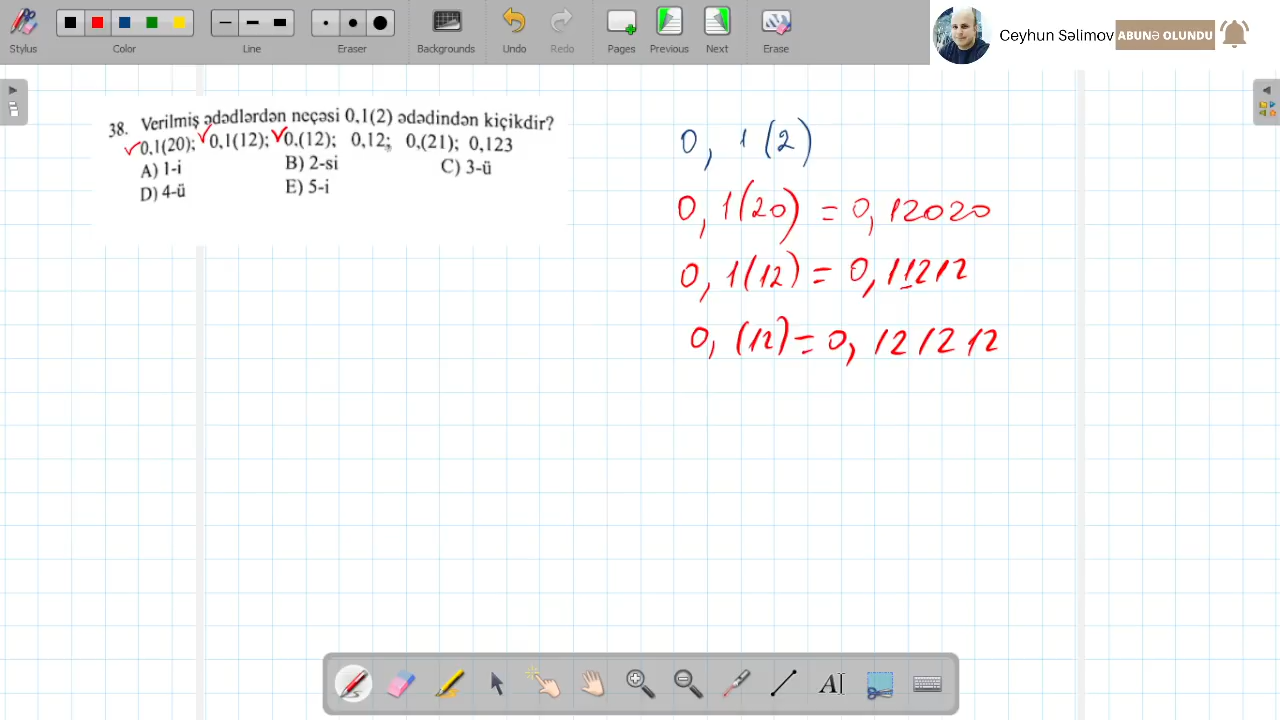 Stylus
Color
Line
Eraser
Backgrounds
Undo
Redo
Pages
Previous
Next
Erase
Ceyhun Səlimov
ABUNƏ OLUNDU
38. Verilmiş ədədlərdən neçəsi 0,1(2) ədədindən kiçikdir?
0,1(20); 0,1(12); 0,(12); 0,12; 0,(21); 0,123
A) 1-i B) 2-si C) 3-ü
D) 4-ü E) 5-i
0, 1(2)
0, 1(20) = 0, 12020
0, 1(12) = 0, 11212
0, (12) = 0, 121212
AI